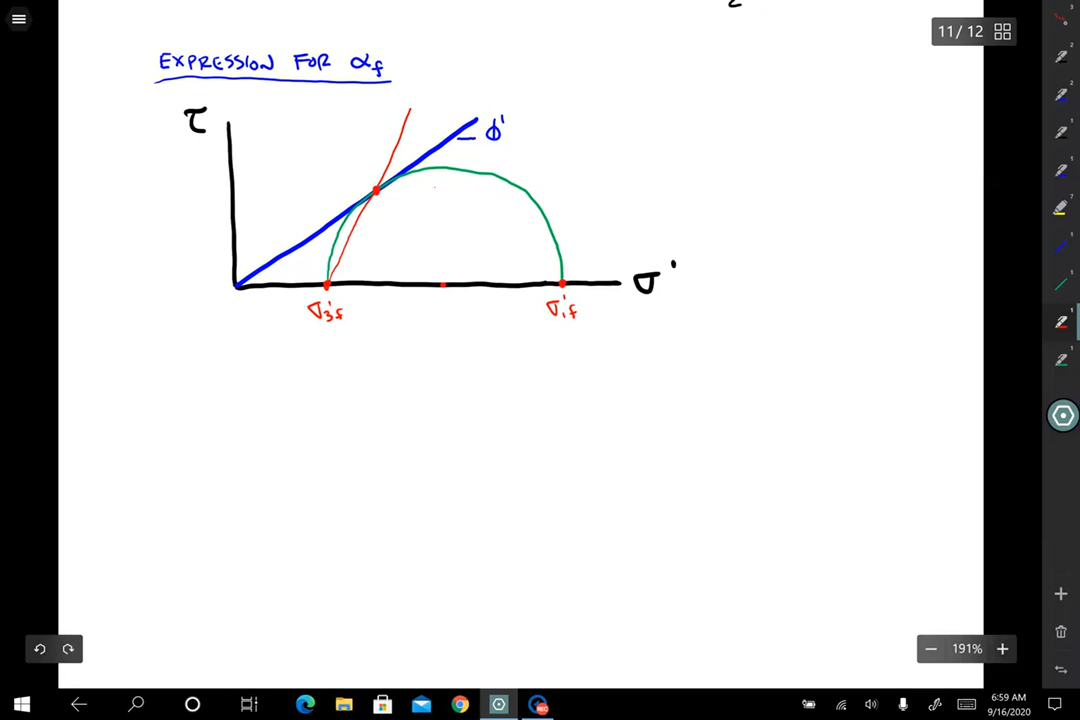 11 / 12
EXPRESSION FOR αf
τ
ϕ'
σ'
σ'3f
σ'1f
191%
6:59 AM
9/16/2020